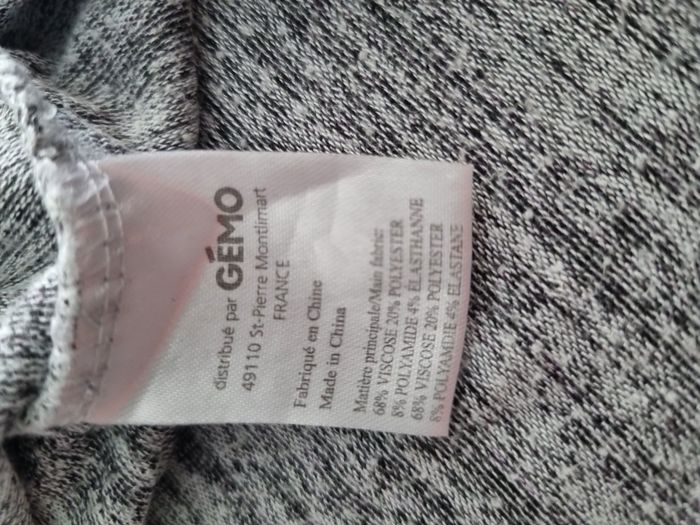 distribué par
GÉMO
49110 St-Pierre Montlimart
FRANCE
Fabriqué en Chine
Made in China
Matière principale/Main fabric:
68% VISCOSE 20% POLYESTER
8% POLYAMIDE 4% ÉLASTHANNE
68% VISCOSE 20% POLYESTER
8% POLYAMIDE 4% ELASTANE